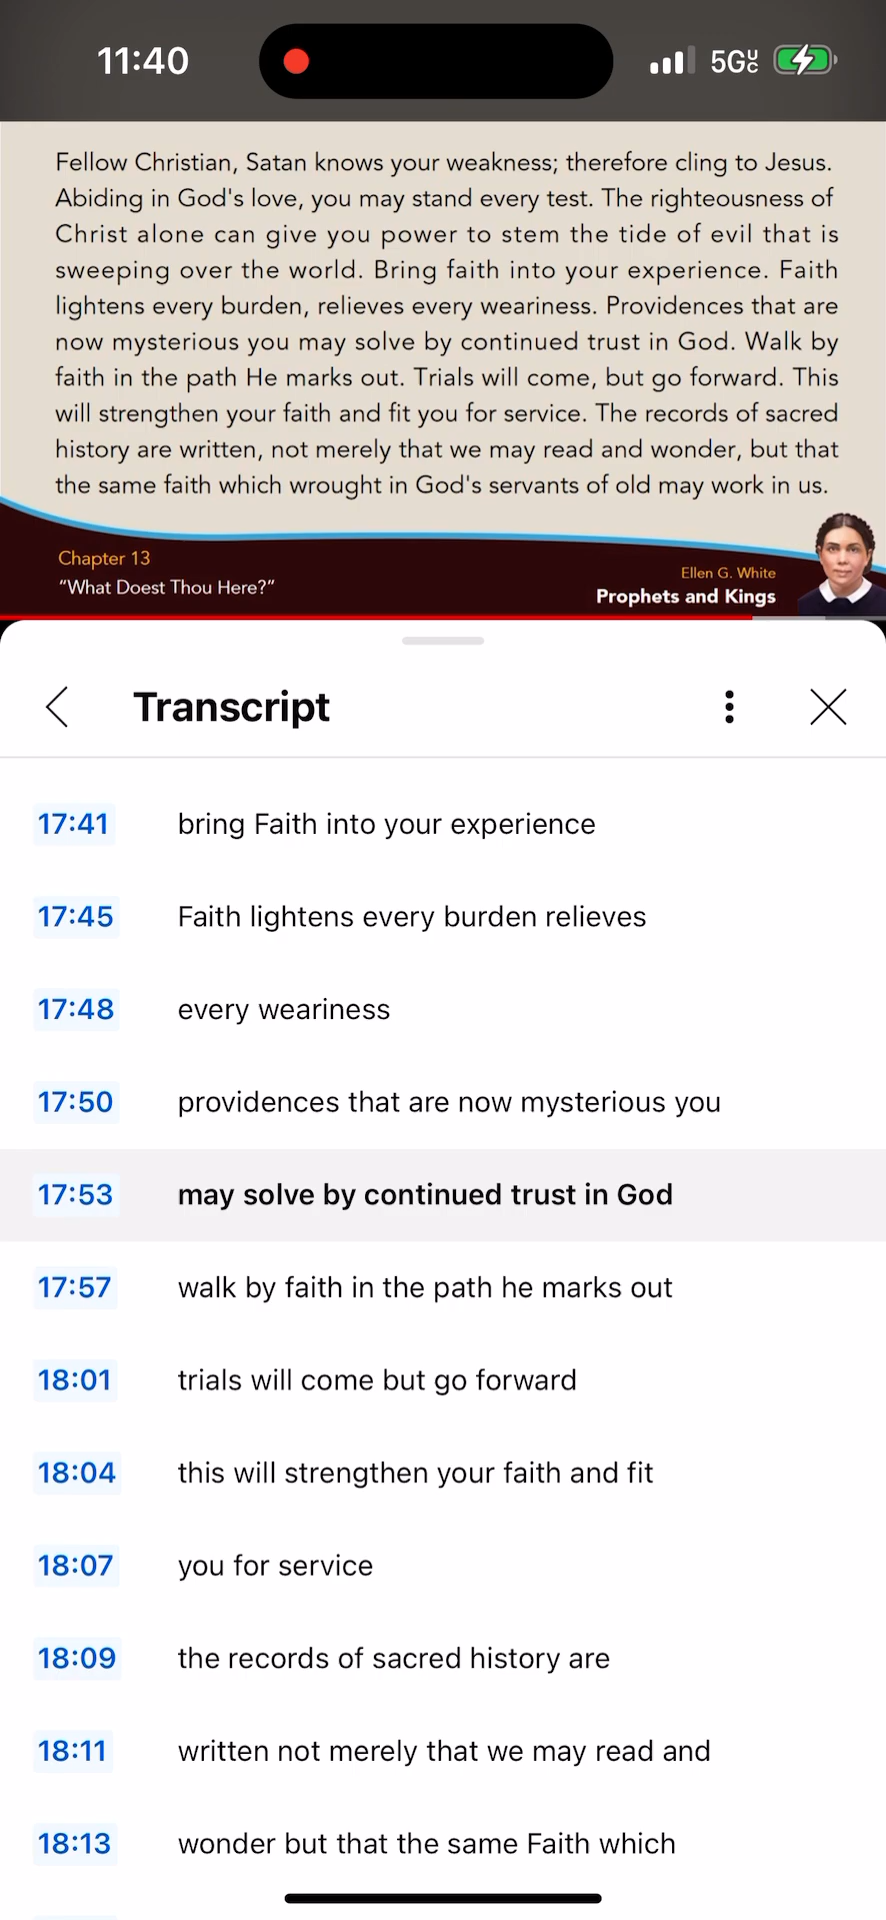 11:40
5G
Fellow Christian, Satan knows your weakness; therefore cling to Jesus.
Abiding in God's love, you may stand every test. The righteousness of
Christ alone can give you power to stem the tide of evil that is
sweeping over the world. Bring faith into your experience. Faith
lightens every burden, relieves every weariness. Providences that are
now mysterious you may solve by continued trust in God. Walk by
faith in the path He marks out. Trials will come, but go forward. This
will strengthen your faith and fit you for service. The records of sacred
history are written, not merely that we may read and wonder, but that
the same faith which wrought in God's servants of old may work in us.
Chapter 13
“What Doest Thou Here?”
Ellen G. White
Prophets and Kings
Transcript
17:41 bring Faith into your experience
17:45 Faith lightens every burden relieves
17:48 every weariness
17:50 providences that are now mysterious you
17:53 may solve by continued trust in God
17:57 walk by faith in the path he marks out
18:01 trials will come but go forward
18:04 this will strengthen your faith and fit
18:07 you for service
18:09 the records of sacred history are
18:11 written not merely that we may read and
18:13 wonder but that the same Faith which